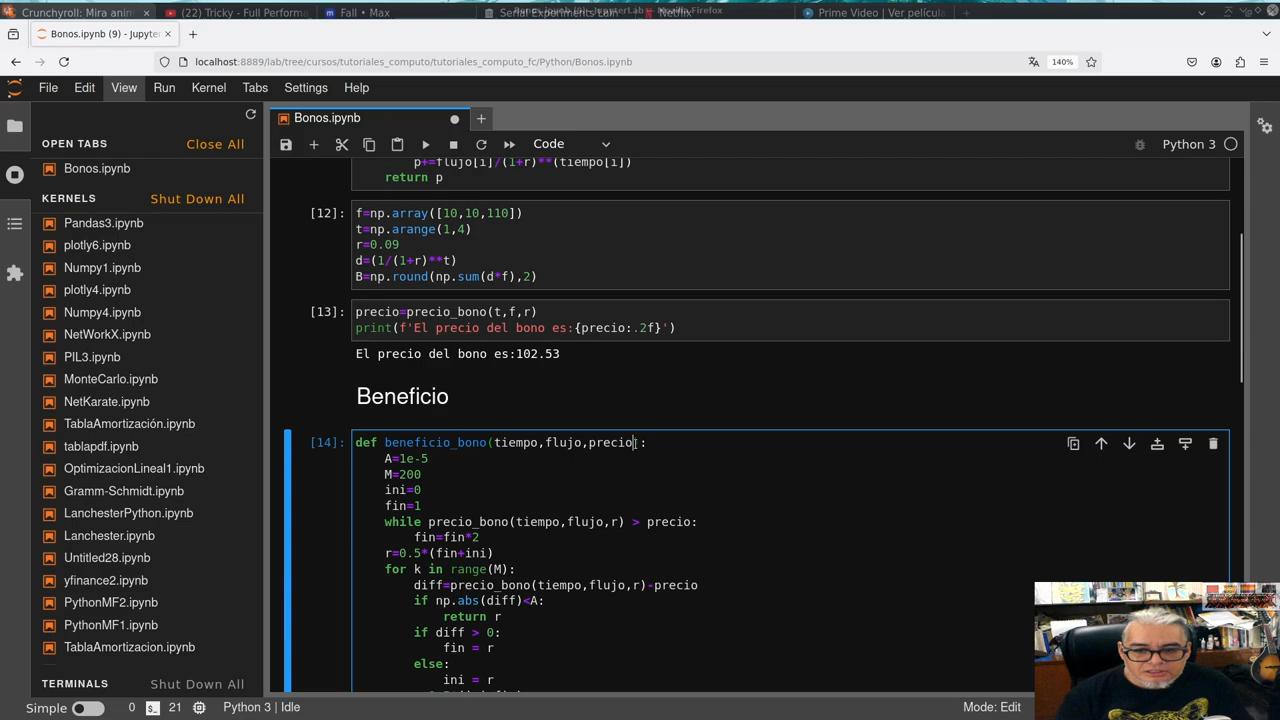 Crunchyroll: Mira anim
(22) Tricky - Full Performa
Fall • Max
Netflix
Prime Video | Ver películ
Bonos.ipynb (9) - Jupyte
localhost:8889/lab/tree/cursos/tutoriales_computo/tutoriales_computo_fc/Python/Bonos.ipynb
140%
File Edit View Run Kernel Tabs Settings Help
Bonos.ipynb
OPEN TABS Close All
Code
Python 3
Bonos.ipynb
KERNELS Shut Down All
Pandas3.ipynb
plotly6.ipynb
Numpy1.ipynb
plotly4.ipynb
Numpy4.ipynb
NetWorkX.ipynb
PIL3.ipynb
MonteCarlo.ipynb
NetKarate.ipynb
TablaAmortización.ipynb
tablapdf.ipynb
OptimizacionLineal1.ipynb
Gramm-Schmidt.ipynb
LanchesterPython.ipynb
Lanchester.ipynb
Untitled28.ipynb
yfinance2.ipynb
PythonMF2.ipynb
PythonMF1.ipynb
TablaAmortizacion.ipynb
TERMINALS Shut Down All
p+=flujo[i]/(1+r)**(tiempo[i])
return p
[12]: f=np.array([10,10,110])
t=np.arange(1,4)
r=0.09
d=(1/(1+r)**t)
B=np.round(np.sum(d*f),2)
[13]: precio=precio_bono(t,f,r)
print(f'El precio del bono es:{precio:.2f}')
El precio del bono es:102.53
Beneficio
[14]: def beneficio_bono(tiempo,flujo,precio):
A=1e-5
M=200
ini=0
fin=1
while precio_bono(tiempo,flujo,r) > precio:
fin=fin*2
r=0.5*(fin+ini)
for k in range(M):
diff=precio_bono(tiempo,flujo,r)-precio
if np.abs(diff)<A:
return r
if diff > 0:
fin = r
else:
ini = r
Simple 0 21 Python 3 | Idle Mode: Edit